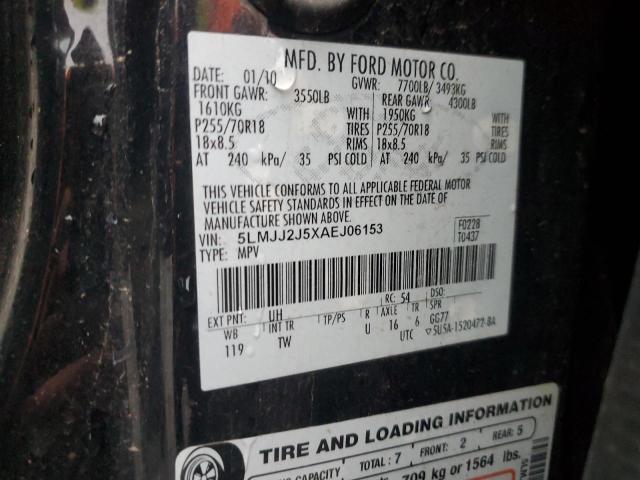 MFD. BY FORD MOTOR CO.
DATE: 01/10 GVWR: 7700LB/ 3493KG
FRONT GAWR: 3550LB REAR GAWR: 4300LB
1610KG WITH 1950KG WITH
P255/70R18 TIRES P255/70R18 TIRES
18x8.5 RIMS 18x8.5 RIMS
AT 240 kPa/ 35 PSI COLD AT 240 kPa/ 35 PSI COLD
THIS VEHICLE CONFORMS TO ALL APPLICABLE FEDERAL MOTOR
VEHICLE SAFETY STANDARDS IN EFFECT ON THE DATE OF
MANUFACTURE SHOWN ABOVE.
VIN: 5LMJJ2J5XAEJ06153 F0228
TYPE: MPV T0437
EXT PNT: UH RC: 54 DSO:
WB INT TR TP/PS R AXLE TR SPR
119 TW U 16 6 GG77
UTC ▽5U5A-1520472-BA
TIRE AND LOADING INFORMATION
TOTAL: 7 FRONT: 2 REAR: 5
709 kg or 1564 lbs.